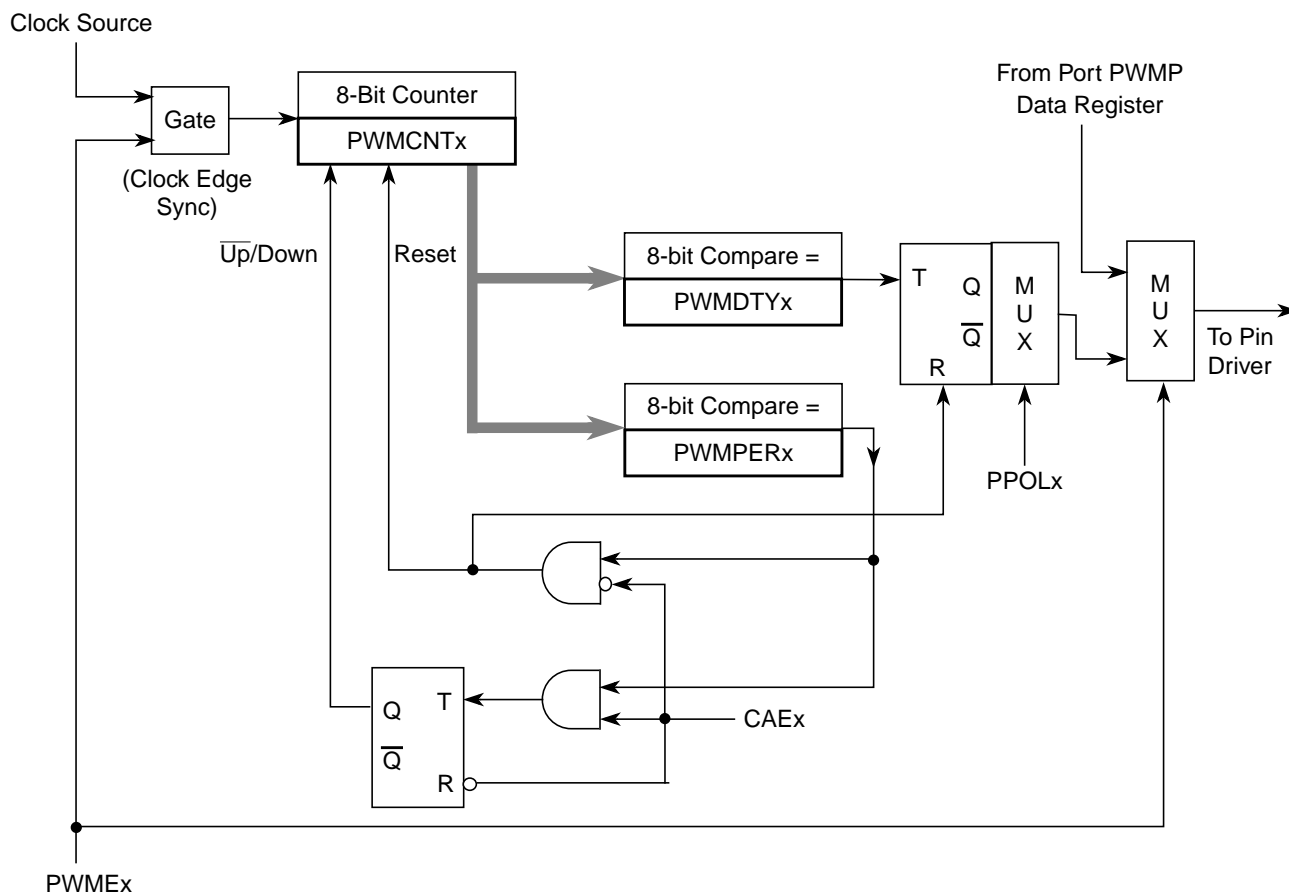 Clock Source
8-Bit Counter
PWMCNTx
Gate
(Clock Edge
Sync)
From Port PWMP
Data Register
U̅p̅/Down
Reset
8-bit Compare =
PWMDTYx
T
Q
Q̅
R
M
U
X
M
U
X
To Pin
Driver
8-bit Compare =
PWMPERx
PPOLx
Q
T
Q̅
R
CAEx
PWMEx